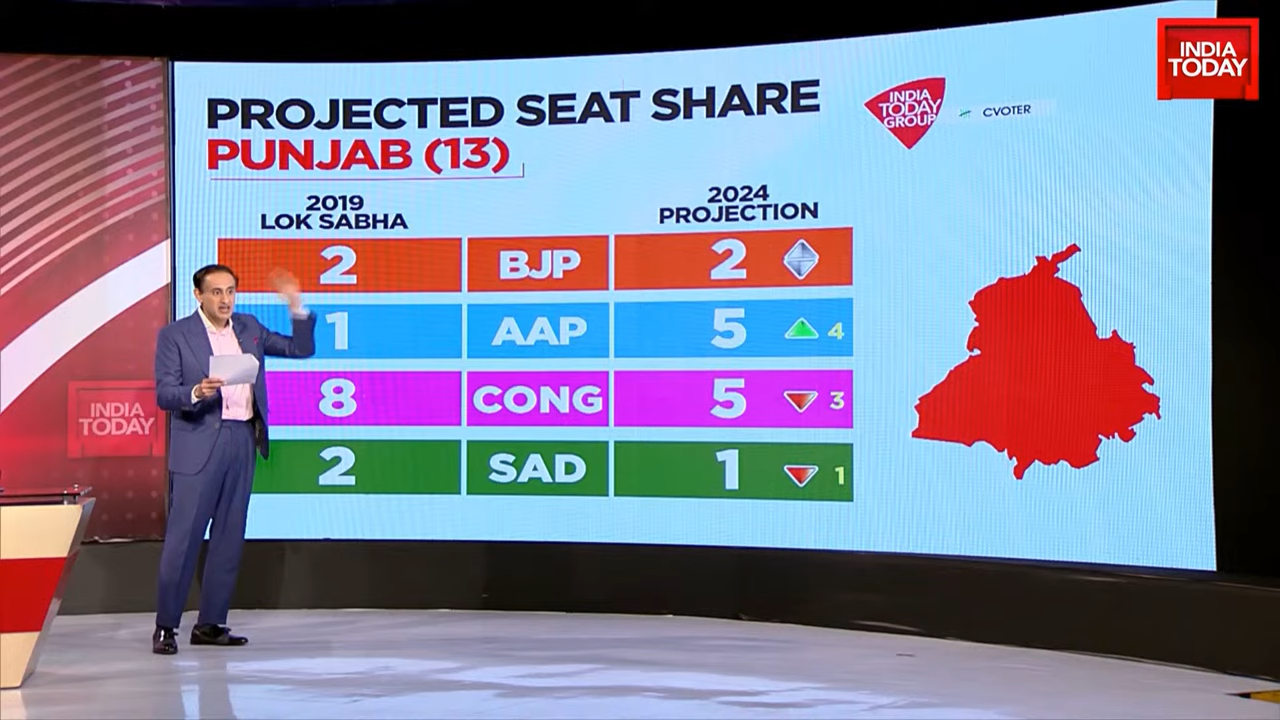 INDIA
TODAY
PROJECTED SEAT SHARE
PUNJAB (13)
INDIA
TODAY
GROUP
CVOTER
2019
LOK SABHA
2024
PROJECTION
2 BJP 2
1 AAP 5 4
8 CONG 5 3
2 SAD 1 1
INDIA
TODAY